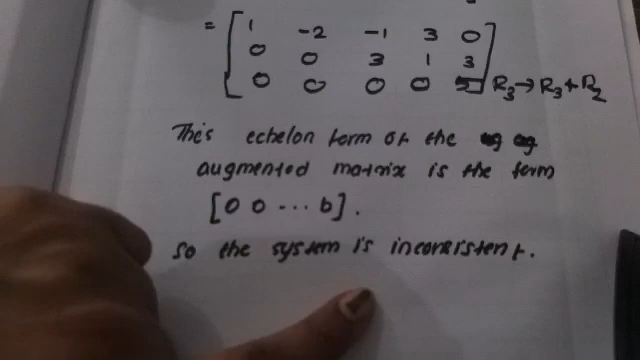 = [ 1 -2 -1 3 0
0 0 3 1 3
0 0 0 0 ] R3 → R3 + R2
This echelon form of the
augmented matrix is the form
[0 0 ... b].
so the system is inconsistent.